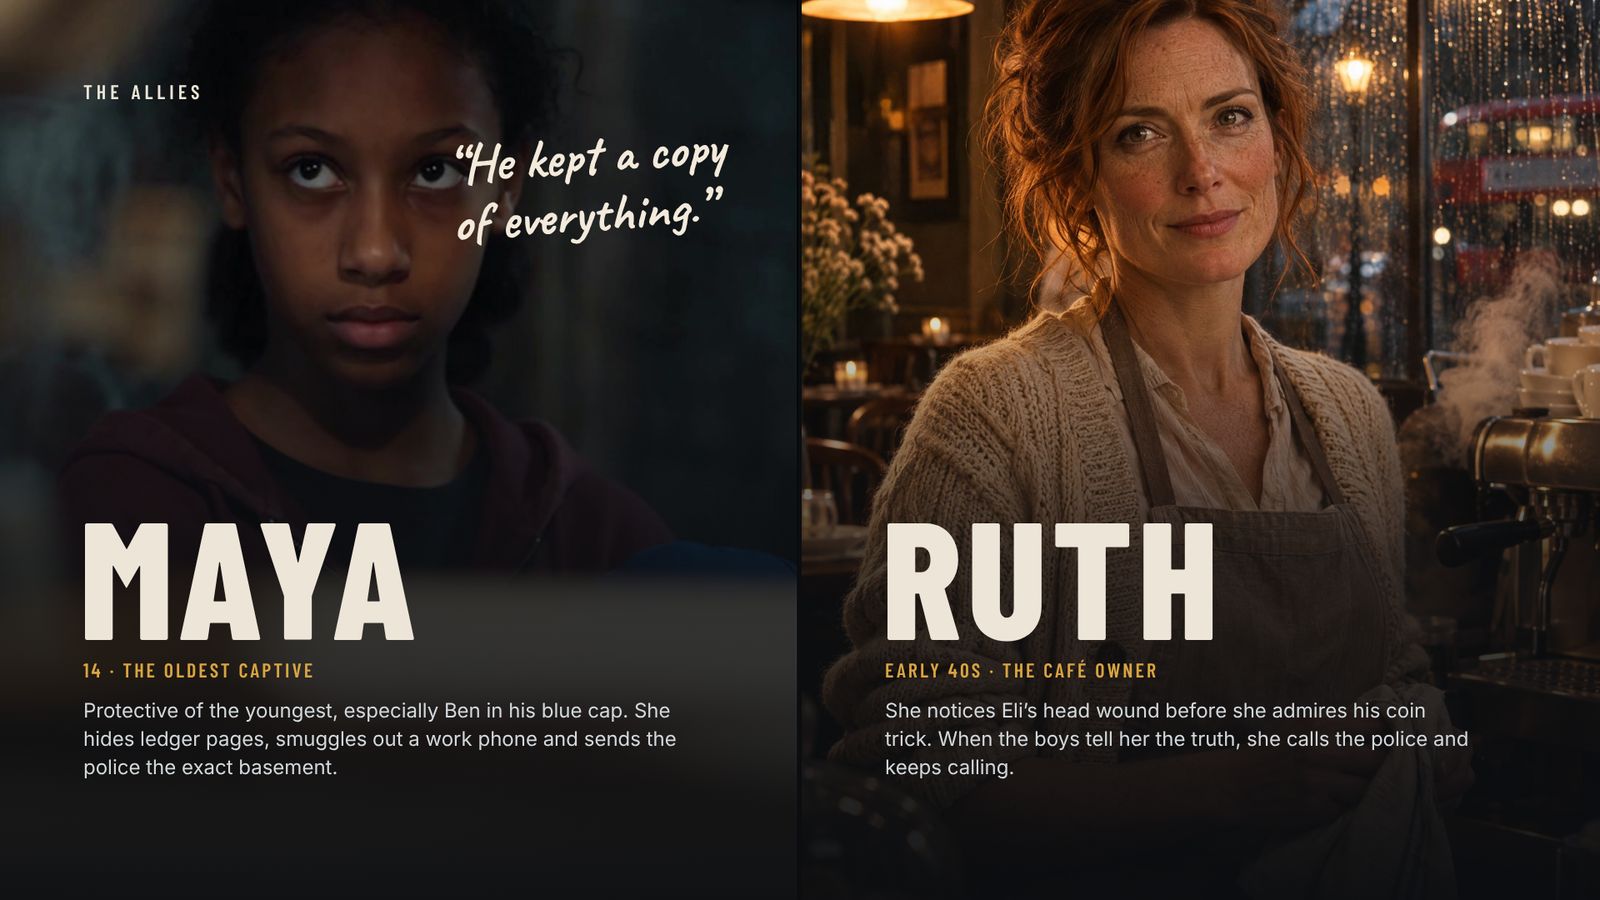 THE ALLIES
“He kept a copy
of everything.”
MAYA
14 · THE OLDEST CAPTIVE
Protective of the youngest, especially Ben in his blue cap. She
hides ledger pages, smuggles out a work phone and sends the
police the exact basement.
RUTH
EARLY 40S · THE CAFÉ OWNER
She notices Eli’s head wound before she admires his coin
trick. When the boys tell her the truth, she calls the police and
keeps calling.